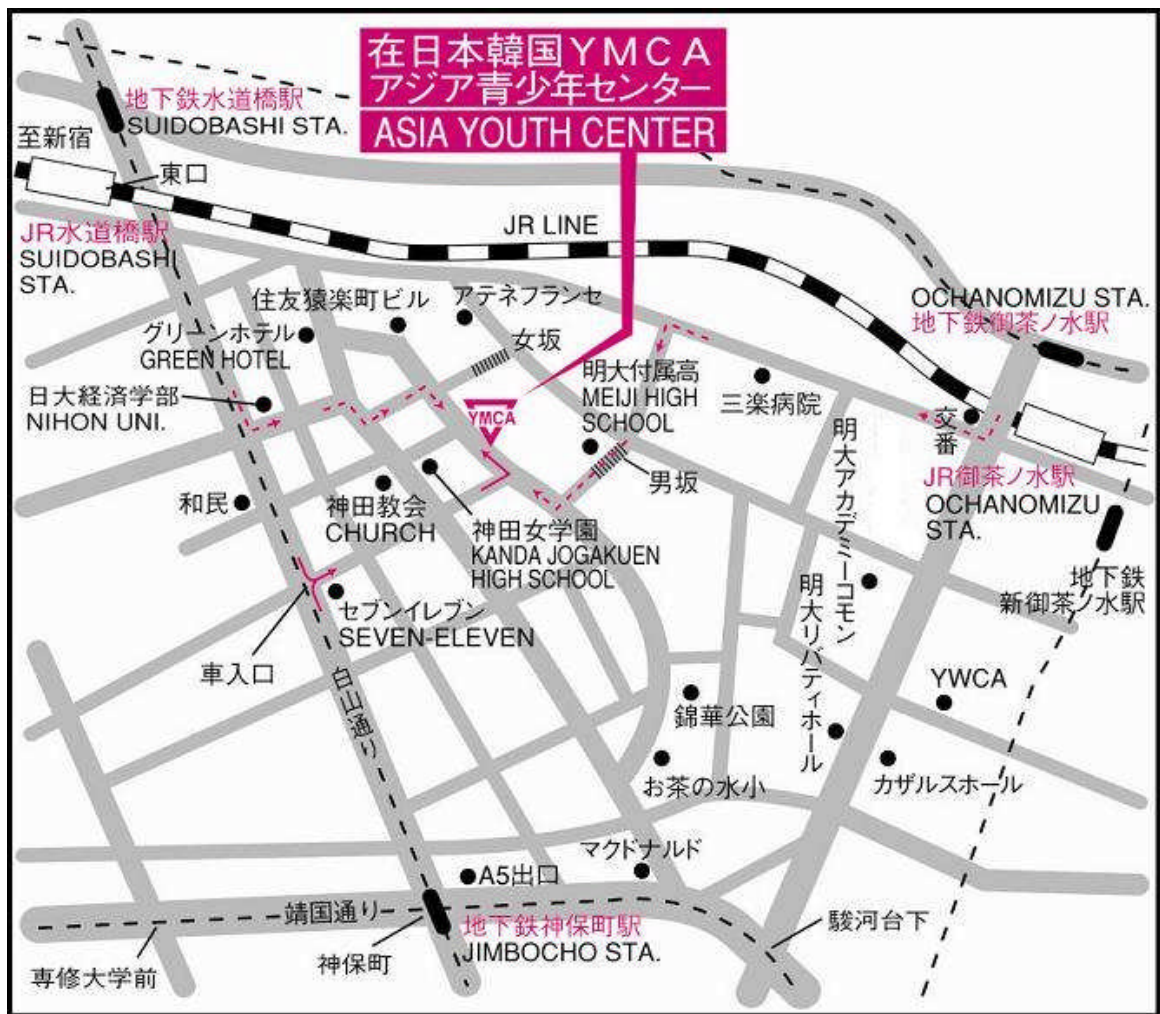 在日本韓国YMCA
アジア青少年センター
ASIA YOUTH CENTER
地下鉄水道橋駅
SUIDOBASHI STA.
至新宿
東口
JR水道橋駅
SUIDOBASHI
STA.
JR LINE
OCHANOMIZU STA.
地下鉄御茶ノ水駅
住友猿楽町ビル
アテネフランセ
グリーンホテル
GREEN HOTEL
女坂
明大付属高
MEIJI HIGH
SCHOOL
三楽病院
日大経済学部
NIHON UNI.
YMCA
交番
明大アカデミーコモン
JR御茶ノ水駅
OCHANOMIZU
STA.
男坂
和民
神田教会
CHURCH
神田女学園
KANDA JOGAKUEN
HIGH SCHOOL
地下鉄
新御茶ノ水駅
セブンイレブン
SEVEN-ELEVEN
明大リバティホール
車入口
白山通り
YWCA
錦華公園
お茶の水小
カザルスホール
マクドナルド
A5出口
靖国通り
地下鉄神保町駅
JIMBOCHO STA.
駿河台下
神保町
専修大学前